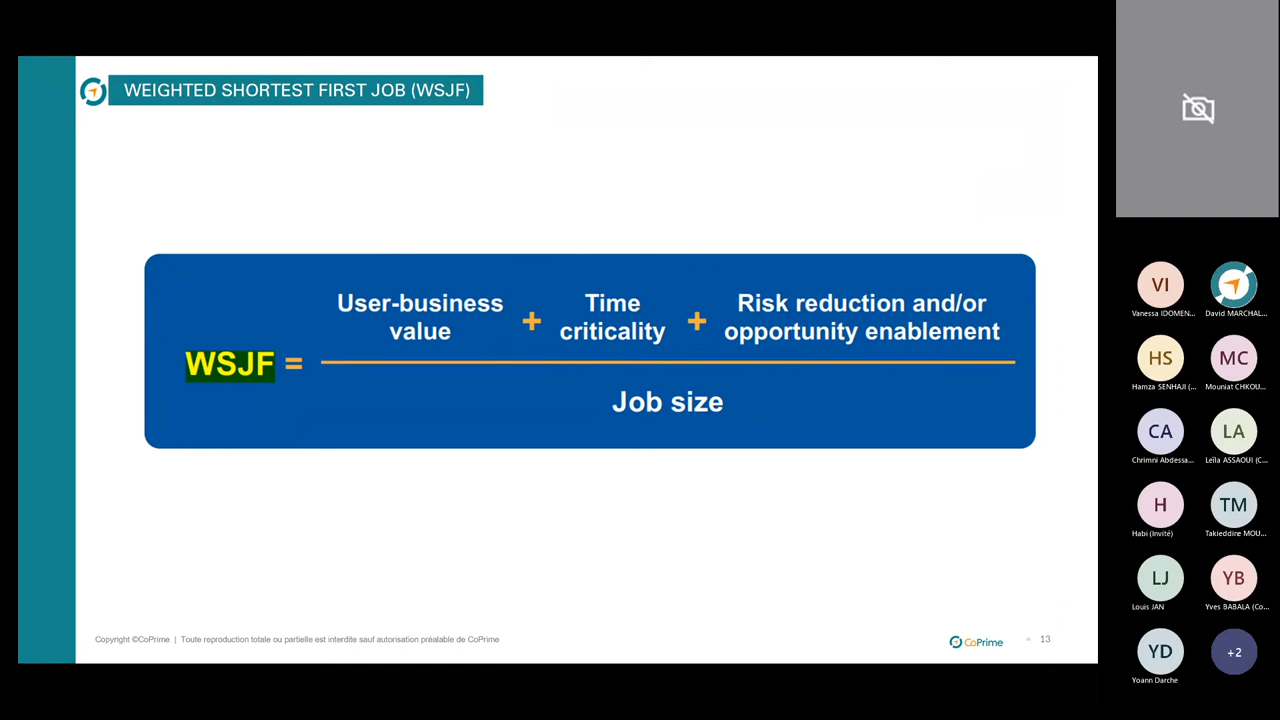 WEIGHTED SHORTEST FIRST JOB (WSJF)
WSJF =
User-business
value
+
Time
criticality
+
Risk reduction and/or
opportunity enablement
Job size
Copyright ©CoPrime | Toute reproduction totale ou partielle est interdite sauf autorisation préalable de CoPrime
CoPrime
13
VI
Vanessa IDOMEN...
David MARCHAL...
HS
MC
Hamza SENHAJI (...
Mouniat CHKOU...
CA
LA
Chrimni Abdessa...
Leïla ASSAOUI (C...
H
TM
Habi (Invité)
Takieddine MOU...
LJ
YB
Louis JAN
Yves BABALA (Co...
YD
+2
Yoann Darche